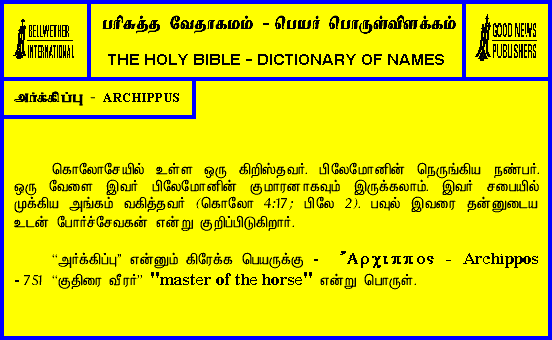 BELLWETHER
INTERNATIONAL
பரிசுத்த வேதாகமம் - பெயர் பொருள்விளக்கம்
THE HOLY BIBLE - DICTIONARY OF NAMES
GOOD NEWS
PUBLISHERS
அர்க்கிப்பு - ARCHIPPUS
கொலோசேயில் உள்ள ஒரு கிறிஸ்தவர். பிலேமோனின் நெருங்கிய நண்பர்.
ஒரு வேளை இவர் பிலேமோனின் குமாரனாகவும் இருக்கலாம். இவர் சபையில்
முக்கிய அங்கம் வகித்தவர் (கொலோ 4:17; பிலே 2). பவுல் இவரை தன்னுடைய
உடன் போர்ச்சேவகன் என்று குறிப்பிடுகிறார்.
"அர்க்கிப்பு" என்னும் கிரேக்க பெயருக்கு - Ἄρχιππος - Archippos
- 751 "குதிரை வீரர்" "master of the horse" என்று பொருள்.